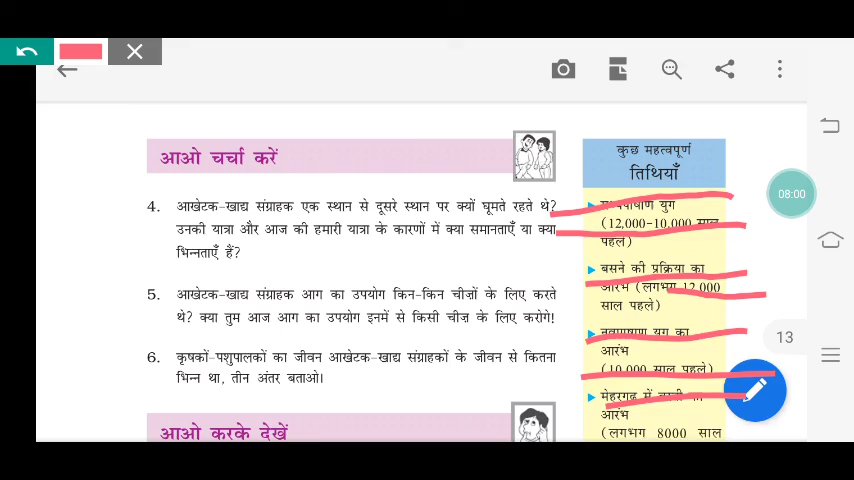 08:00
13
आओ चर्चा करें
4. आखेटक-खाद्य संग्राहक एक स्थान से दूसरे स्थान पर क्यों घूमते रहते थे?
उनकी यात्रा और आज की हमारी यात्रा के कारणों में क्या समानताएँ या क्या
भिन्नताएँ हैं?
5. आखेटक-खाद्य संग्राहक आग का उपयोग किन-किन चीज़ों के लिए करते
थे? क्या तुम आज आग का उपयोग इनमें से किसी चीज़ के लिए करोगे!
6. कृषकों-पशुपालकों का जीवन आखेटक-खाद्य संग्राहकों के जीवन से कितना
भिन्न था, तीन अंतर बताओ।
आओ करके देखें
कुछ महत्वपूर्ण
तिथियाँ
युग
(12,000-10,000 साल
पहले)
बसने की प्रक्रिया का
आरंभ (लगभग 12,000
साल पहले)
युग का
आरंभ
(10,000 साल पहले)
मेहरगढ़ में बस्ती का
आरंभ
(लगभग 8000 साल